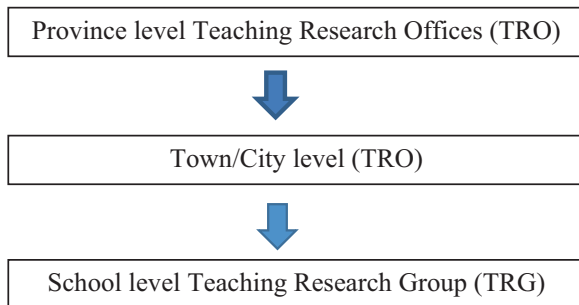 Province level Teaching Research Offices (TRO)
Town/City level (TRO)
School level Teaching Research Group (TRG)